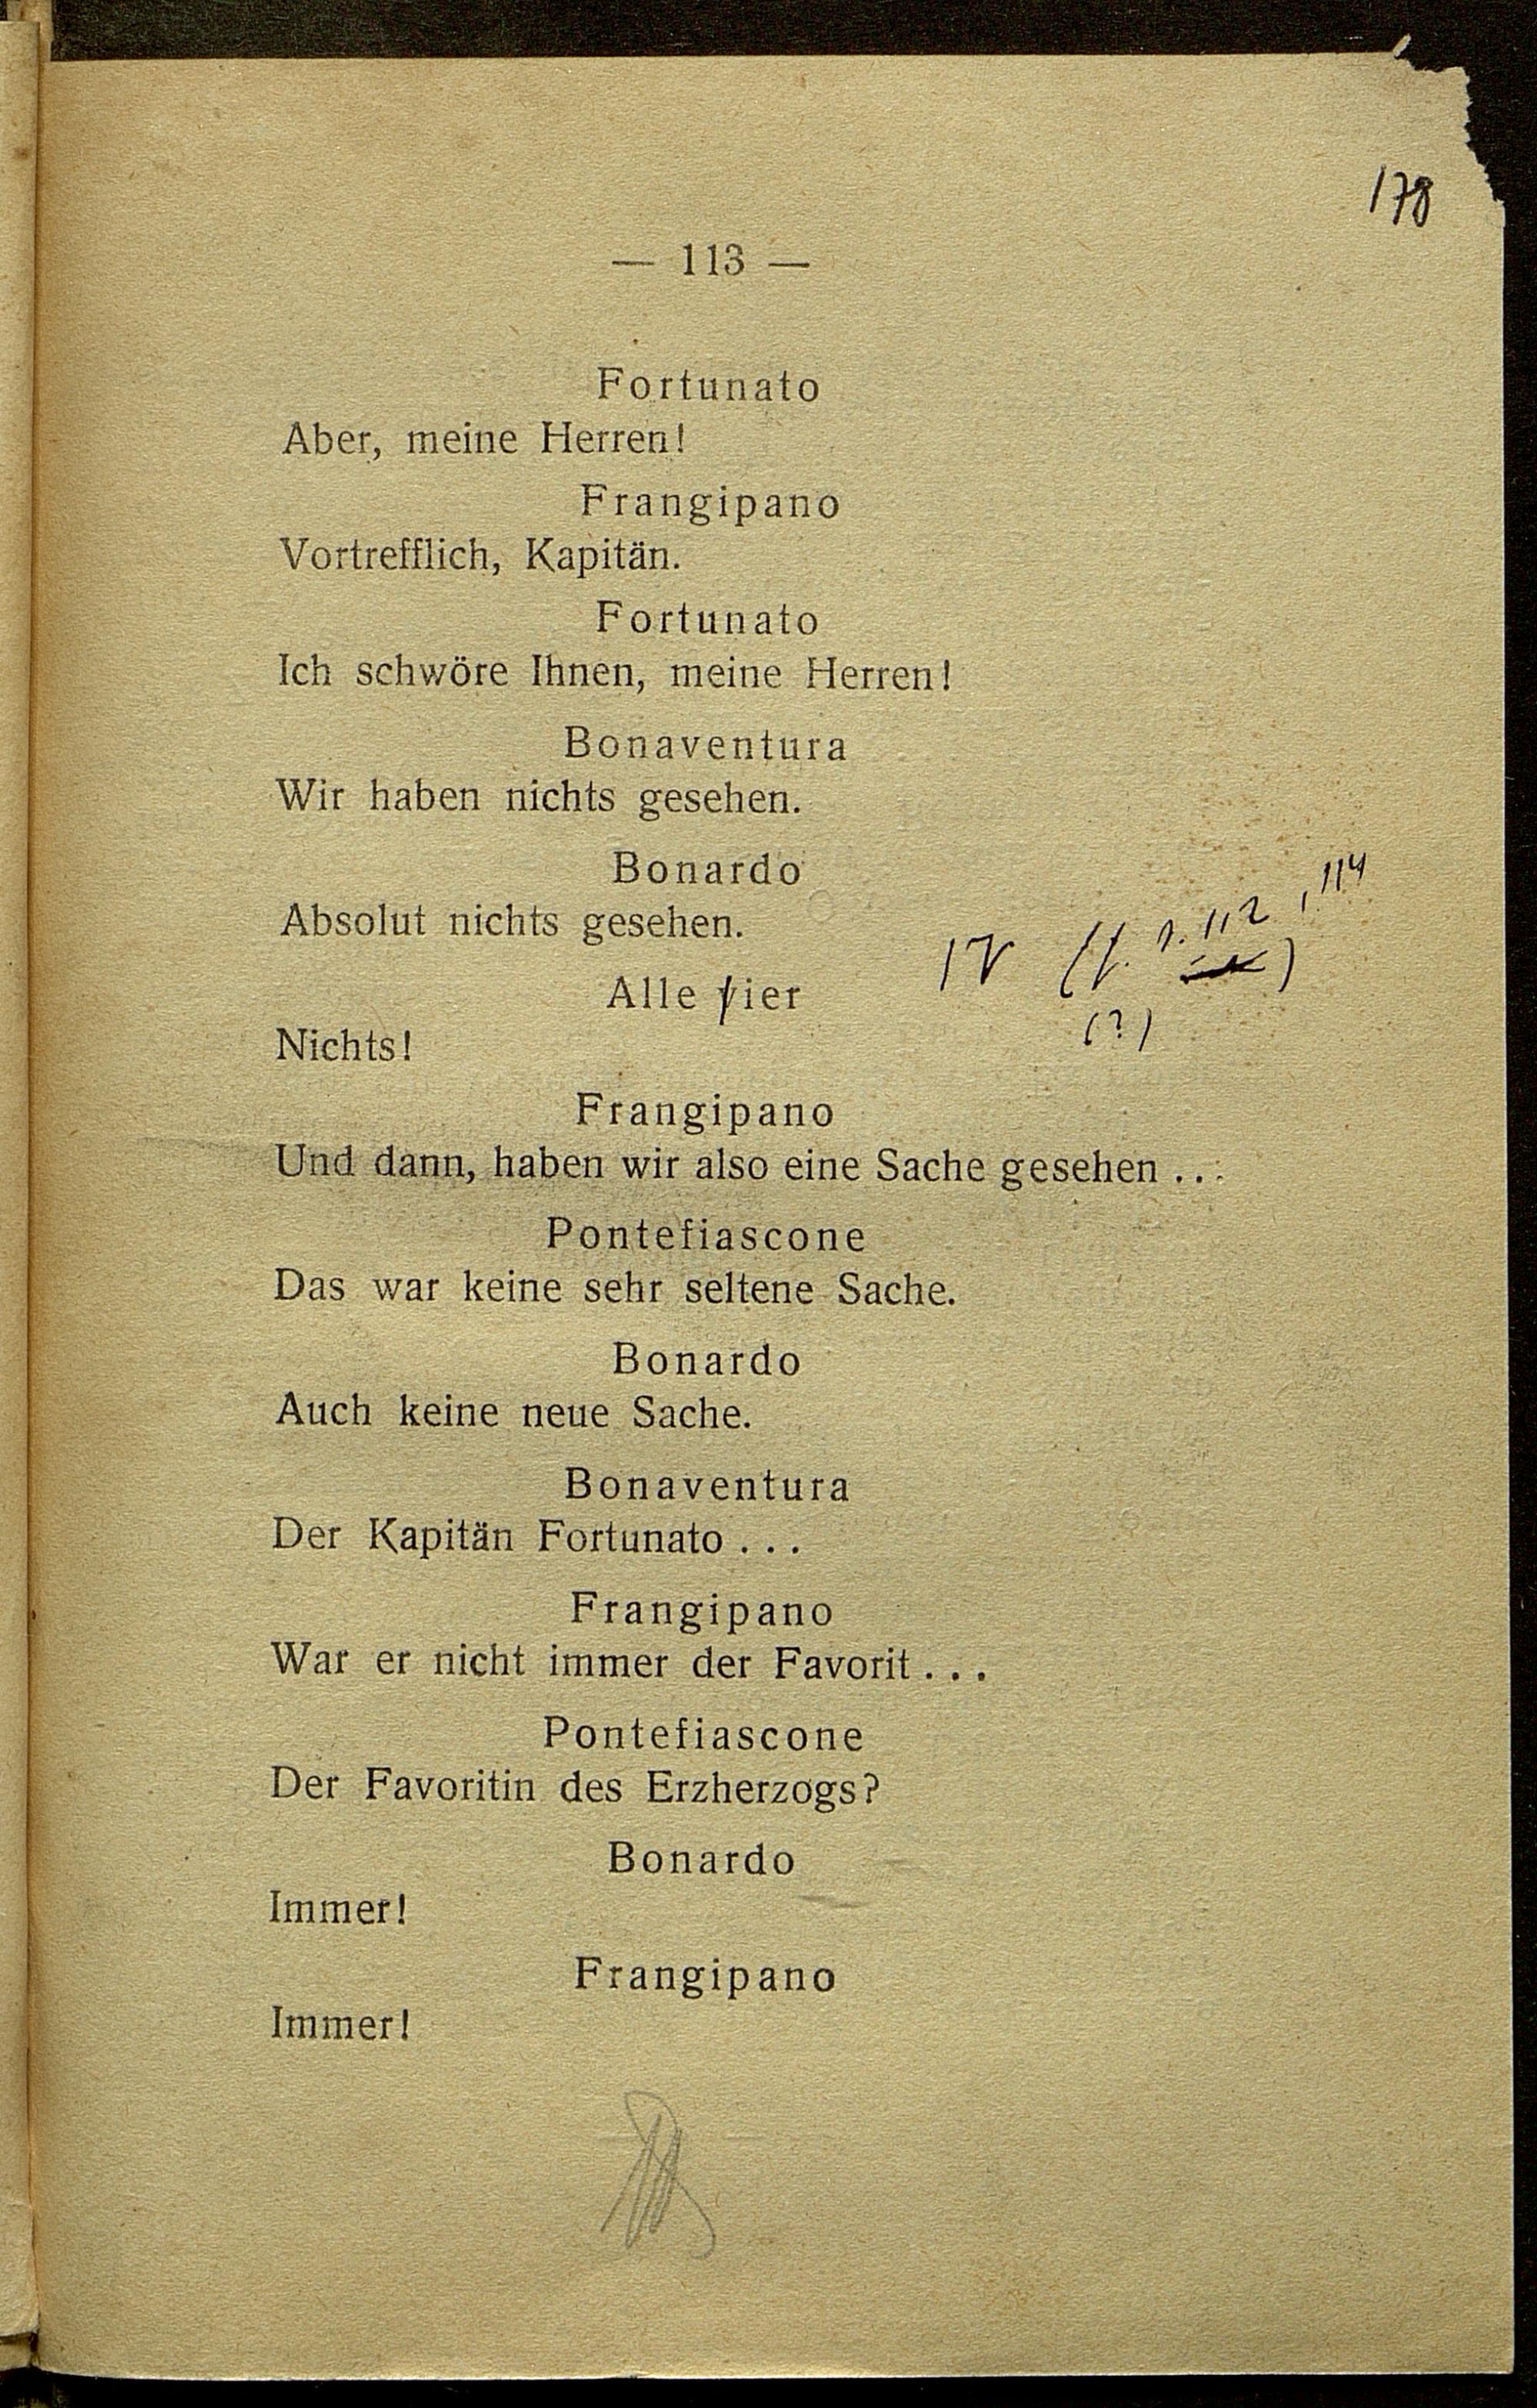 178
— 113 —
Fortunato
Aber, meine Herren!
Frangipano
Vortrefflich, Kapitän.
Fortunato
Ich schwöre Ihnen, meine Herren!
Bonaventura
Wir haben nichts gesehen.
Bonardo
Absolut nichts gesehen.
Alle vier
|V (f. p. 112, 114)
(?)
Nichts!
Frangipano
Und dann, haben wir also eine Sache gesehen ...
Pontefiascone
Das war keine sehr seltene Sache.
Bonardo
Auch keine neue Sache.
Bonaventura
Der Kapitän Fortunato ...
Frangipano
War er nicht immer der Favorit ...
Pontefiascone
Der Favoritin des Erzherzogs?
Bonardo
Immer!
Frangipano
Immer!